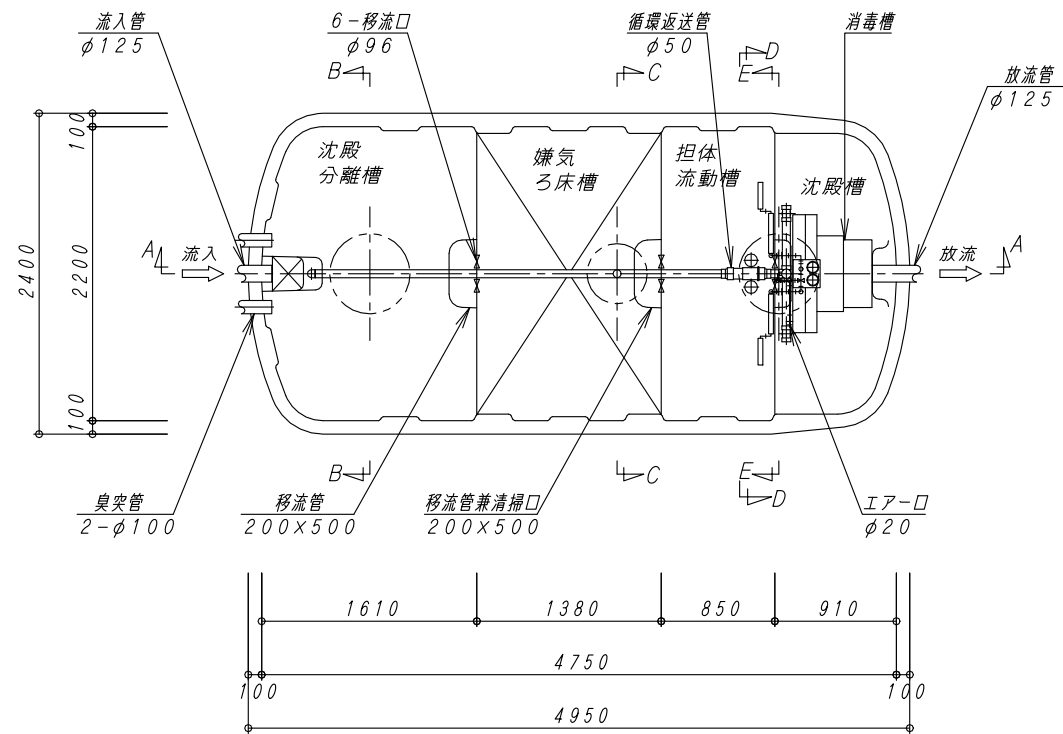 流入管
φ125
6-移流口
φ96
循環返送管
φ50
消毒槽
放流管
φ125
B
C
D
E
沈殿
分離槽
嫌気
ろ床槽
担体
流動槽
沈殿槽
A
流入
放流
A
100
2200
2400
100
B
C
E
D
臭突管
2-φ100
移流管
200×500
移流管兼清掃口
200×500
エアー口
φ20
1610
1380
850
910
4750
100
100
4950